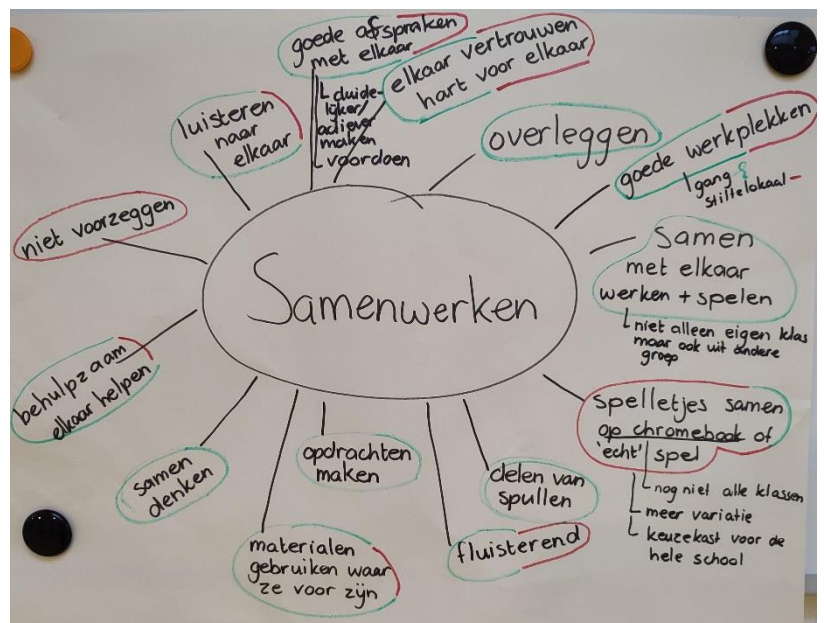 goede afspraken
met elkaar
duide-
lijker/
actiever
maken
voordoen
elkaar vertrouwen
hart voor elkaar
luisteren
naar
elkaar
overleggen
goede werkplekken
gang &
stiltelokaal
niet voorzeggen
Samen
met elkaar
werken + spelen
niet alleen eigen klas
maar ook uit andere
groep
Samenwerken
behulpzaam
elkaar helpen
spelletjes samen
op chromebook of
'echt' spel
nog niet alle klassen
meer variatie
keuzekast voor de
hele school
samen
denken
opdrachten
maken
delen van
spullen
materialen
gebruiken waar
ze voor zijn
fluisterend